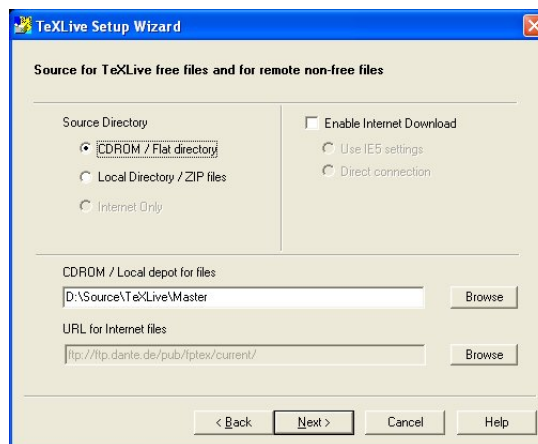 TeXLive Setup Wizard
Source for TeXLive free files and for remote non-free files
Source Directory
CDROM / Flat directory
Local Directory / ZIP files
Internet Only
Enable Internet Download
Use IE5 settings
Direct connection
CDROM / Local depot for files
D:\Source\TeXLive\Master
Browse
URL for Internet files
ftp://ftp.dante.de/pub/fptex/current/
Browse
< Back
Next >
Cancel
Help